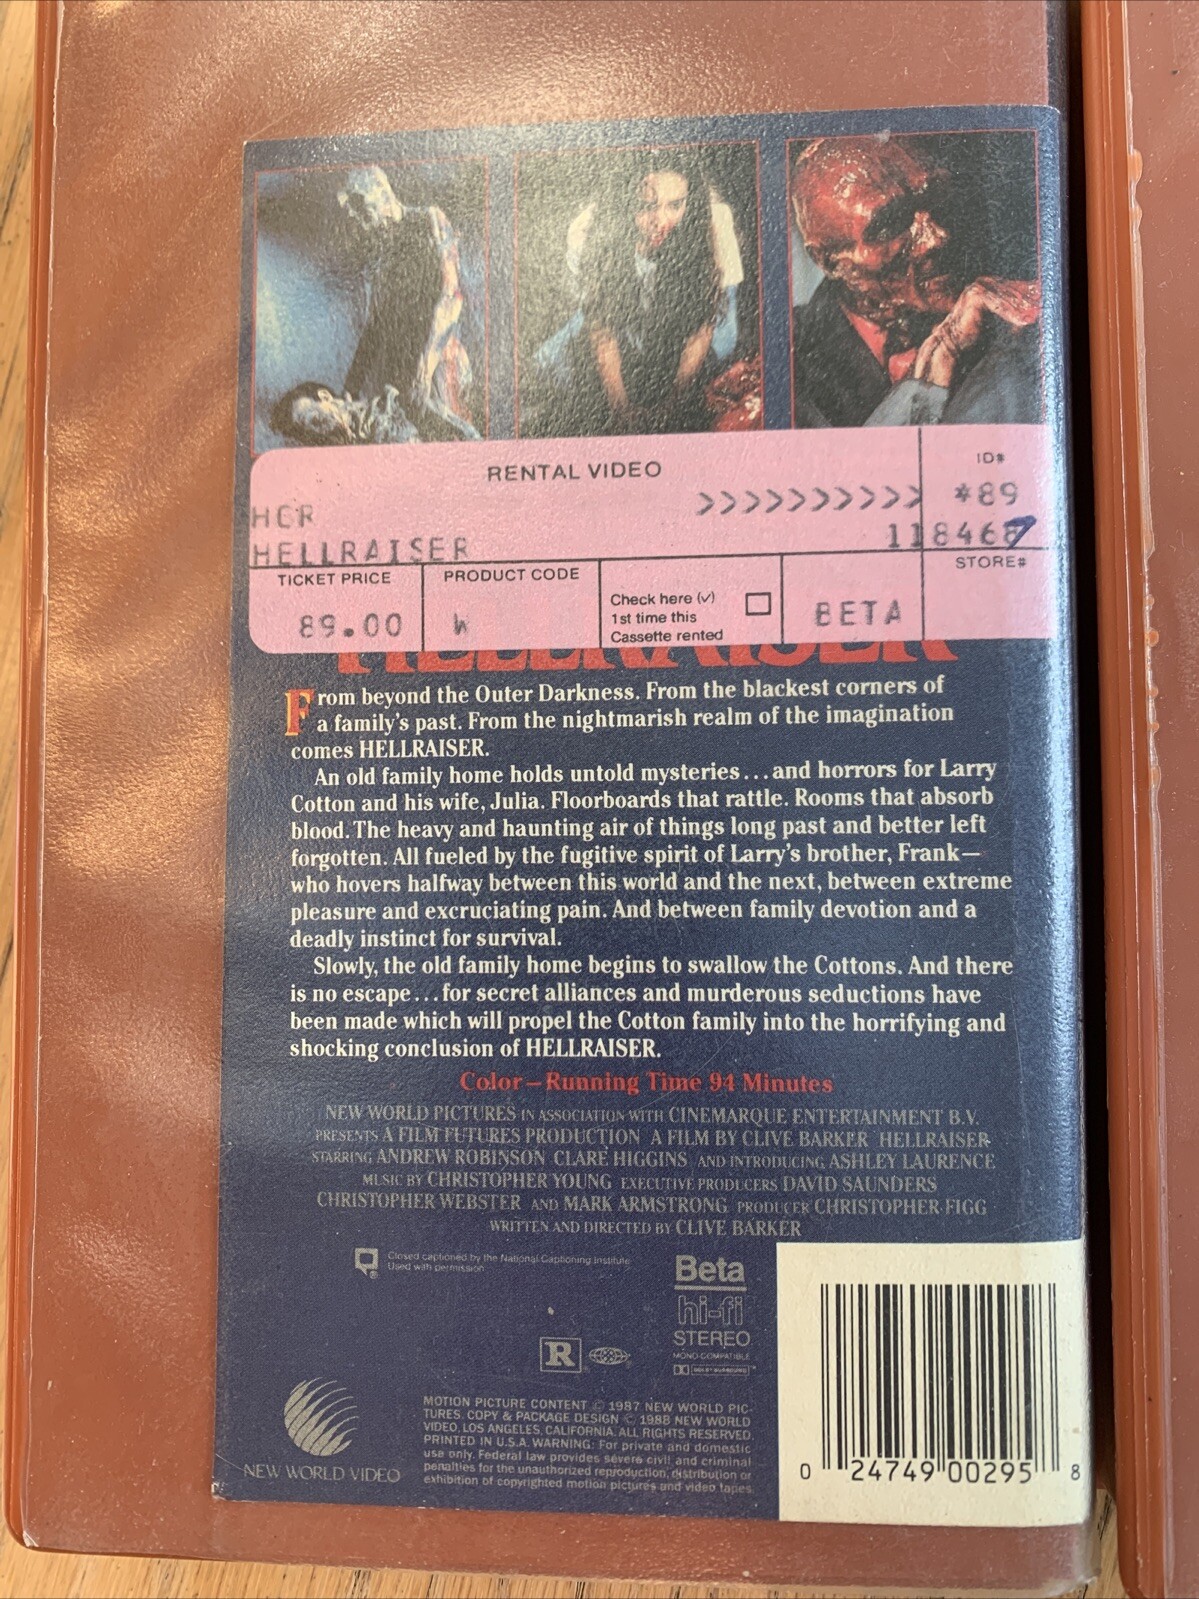 RENTAL VIDEO
ID#
>>>>>>>>>> *89
HCR
118467
HELLRAISER
STORE#
TICKET PRICE
PRODUCT CODE
Check here (✓)
1st time this
Cassette rented
89.00
BETA
HELLRAISER
From beyond the Outer Darkness. From the blackest corners of
a family's past. From the nightmarish realm of the imagination
comes HELLRAISER.
An old family home holds untold mysteries...and horrors for Larry
Cotton and his wife, Julia. Floorboards that rattle. Rooms that absorb
blood. The heavy and haunting air of things long past and better left
forgotten. All fueled by the fugitive spirit of Larry's brother, Frank—
who hovers halfway between this world and the next, between extreme
pleasure and excruciating pain. And between family devotion and a
deadly instinct for survival.
Slowly, the old family home begins to swallow the Cottons. And there
is no escape...for secret alliances and murderous seductions have
been made which will propel the Cotton family into the horrifying and
shocking conclusion of HELLRAISER.
Color—Running Time 94 Minutes
NEW WORLD PICTURES IN ASSOCIATION WITH CINEMARQUE ENTERTAINMENT B.V.
PRESENTS A FILM FUTURES PRODUCTION A FILM BY CLIVE BARKER HELLRAISER
STARRING ANDREW ROBINSON CLARE HIGGINS AND INTRODUCING ASHLEY LAURENCE
MUSIC BY CHRISTOPHER YOUNG EXECUTIVE PRODUCERS DAVID SAUNDERS
CHRISTOPHER WEBSTER AND MARK ARMSTRONG PRODUCER CHRISTOPHER FIGG
WRITTEN AND DIRECTED BY CLIVE BARKER
Closed captioned by the National Captioning Institute
Used with permission
Beta
hi-fi
STEREO
MONO-COMPATIBLE
DOLBY SURROUND
R
MOTION PICTURE CONTENT © 1987 NEW WORLD PIC-
TURES. COPY & PACKAGE DESIGN © 1988 NEW WORLD
VIDEO, LOS ANGELES, CALIFORNIA. ALL RIGHTS RESERVED.
PRINTED IN U.S.A. WARNING: For private and domestic
use only. Federal law provides severe civil and criminal
penalties for the unauthorized reproduction, distribution or
exhibition of copyrighted motion pictures and video tapes.
NEW WORLD VIDEO
0 24749 00295 8